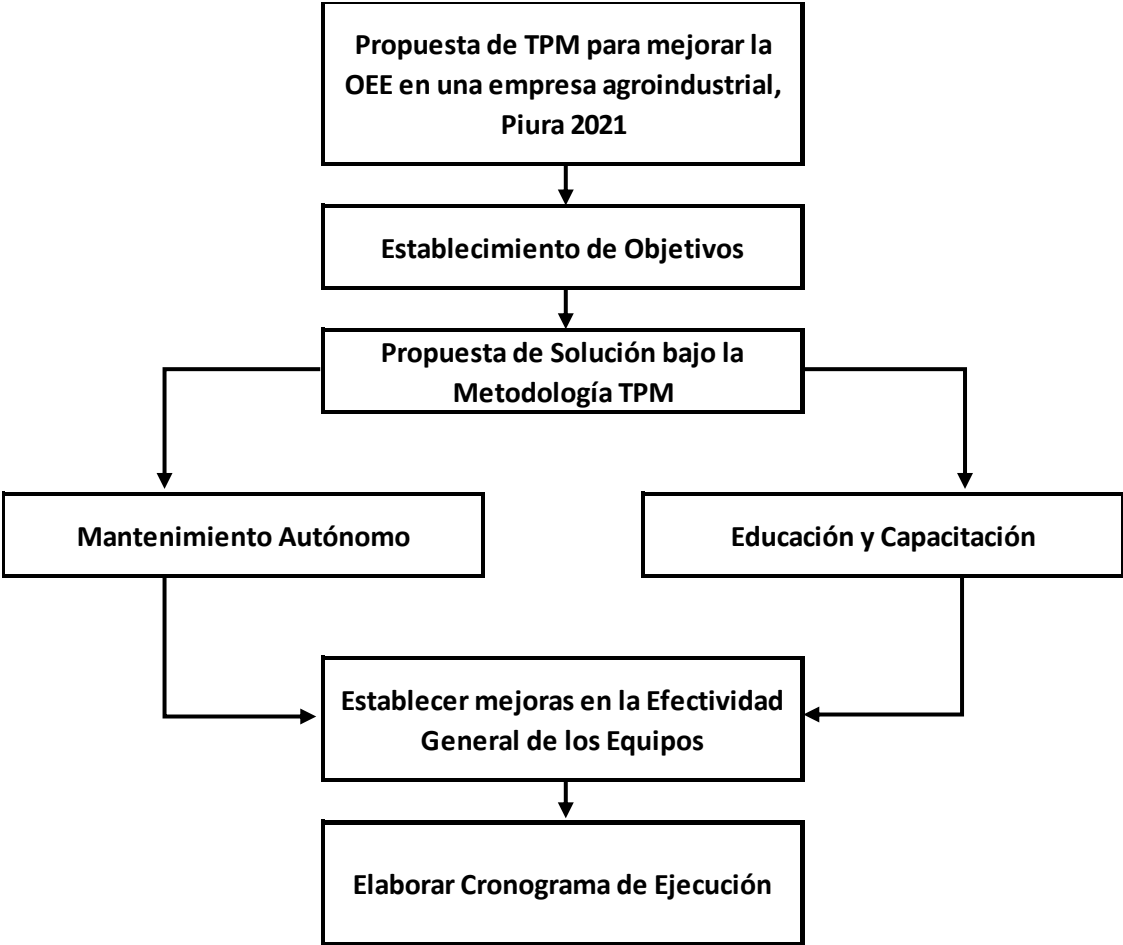 Propuesta de TPM para mejorar la
OEE en una empresa agroindustrial,
Piura 2021
Establecimiento de Objetivos
Propuesta de Solución bajo la
Metodología TPM
Mantenimiento Autónomo
Educación y Capacitación
Establecer mejoras en la Efectividad
General de los Equipos
Elaborar Cronograma de Ejecución